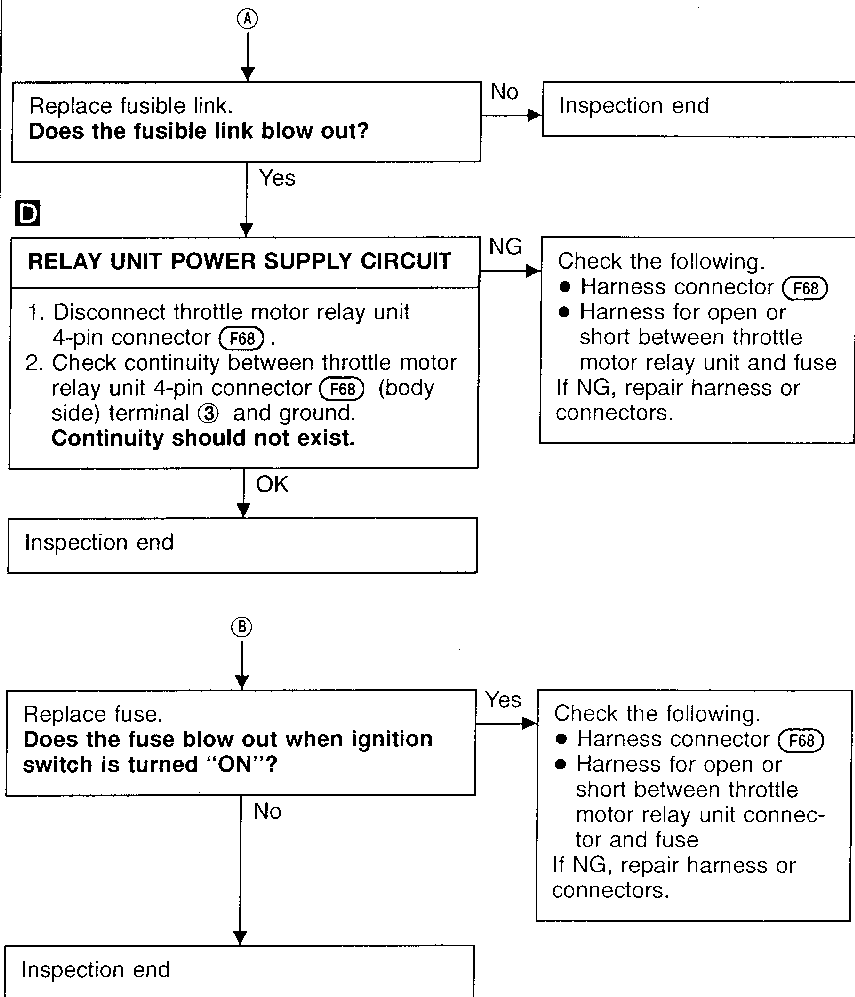 Ⓐ
Replace fusible link.
Does the fusible link blow out?
No
Inspection end
Yes
D
RELAY UNIT POWER SUPPLY CIRCUIT
1. Disconnect throttle motor relay unit
4-pin connector F68 .
2. Check continuity between throttle motor
relay unit 4-pin connector F68 (body
side) terminal ③ and ground.
Continuity should not exist.
NG
Check the following.
● Harness connector F68
● Harness for open or
short between throttle
motor relay unit and fuse
If NG, repair harness or
connectors.
OK
Inspection end
Ⓑ
Replace fuse.
Does the fuse blow out when ignition
switch is turned “ON”?
Yes
Check the following.
● Harness connector F68
● Harness for open or
short between throttle
motor relay unit connec-
tor and fuse
If NG, repair harness or
connectors.
No
Inspection end